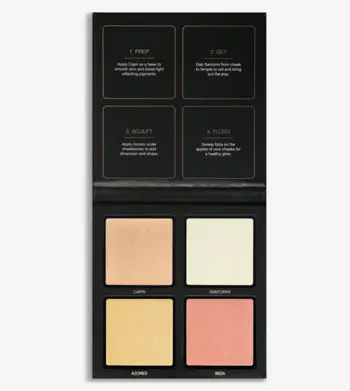 1. PREP
Apply Capri as a base to
smooth skin and boost light
reflecting pigments
2. SET
Dab Santorini from cheek
to temple to set and bring
out the pop.
3. SCULPT
Apply Azores under
cheekbones to add
dimension and shape.
4. FLUSH
Sweep Ibiza on the
apples of your cheeks for
a healthy glow.
CAPRI
SANTORINI
AZORES
IBIZA